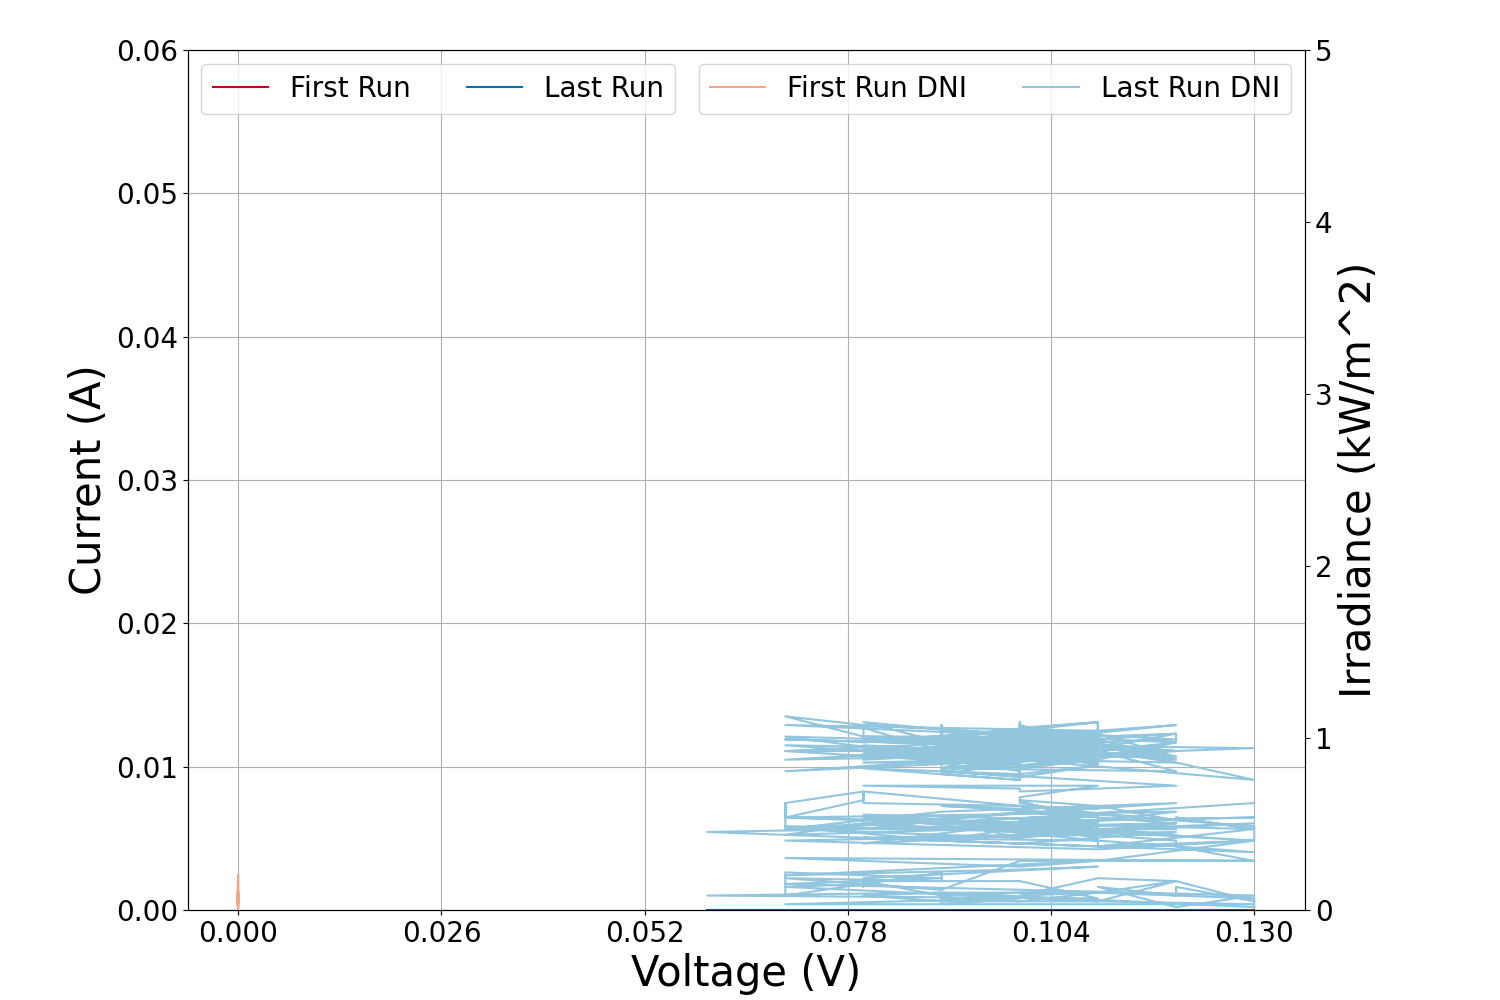 First Run
Last Run
First Run DNI
Last Run DNI
0.06
0.05
0.04
0.03
0.02
0.01
0.00
Current (A)
5
4
3
2
1
0
Irradiance (kW/m^2)
0.000 0.026 0.052 0.078 0.104 0.130
Voltage (V)